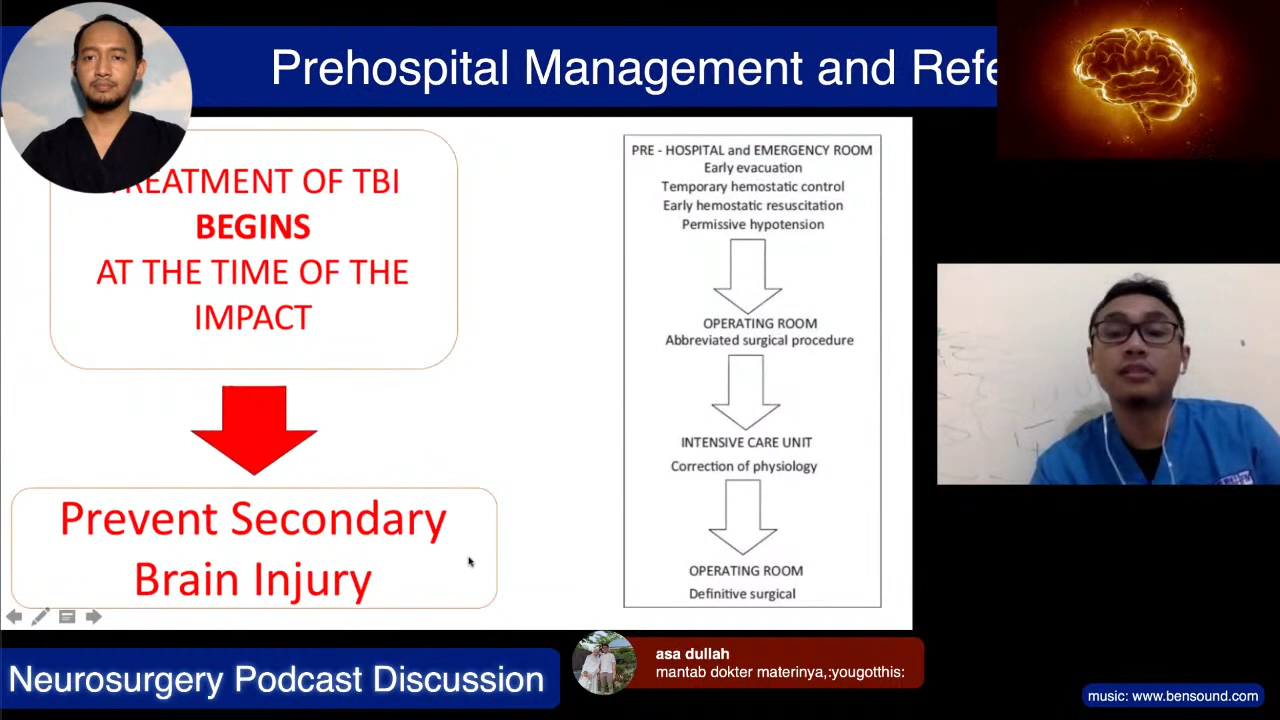 Prehospital Management and Refe
TREATMENT OF TBI
BEGINS
AT THE TIME OF THE
IMPACT
Prevent Secondary
Brain Injury
PRE - HOSPITAL and EMERGENCY ROOM
Early evacuation
Temporary hemostatic control
Early hemostatic resuscitation
Permissive hypotension
OPERATING ROOM
Abbreviated surgical procedure
INTENSIVE CARE UNIT
Correction of physiology
OPERATING ROOM
Definitive surgical
Neurosurgery Podcast Discussion
asa dullah
mantab dokter materinya,:yougotthis:
music: www.bensound.com